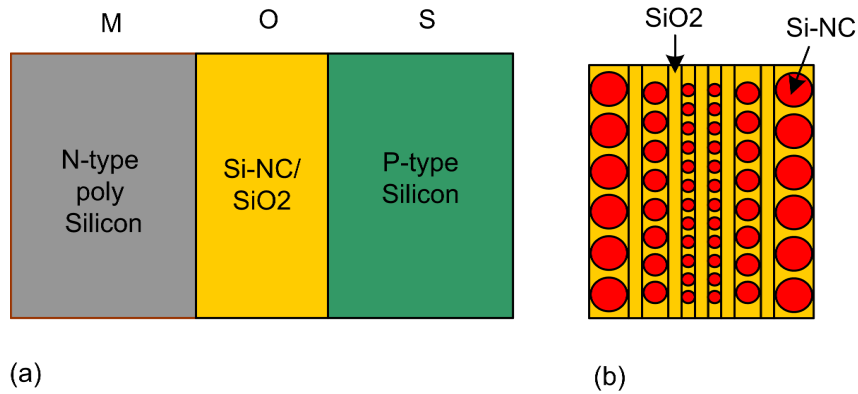 M O S
N-type
poly
Silicon
Si-NC/
SiO2
P-type
Silicon
(a)
SiO2
Si-NC
(b)